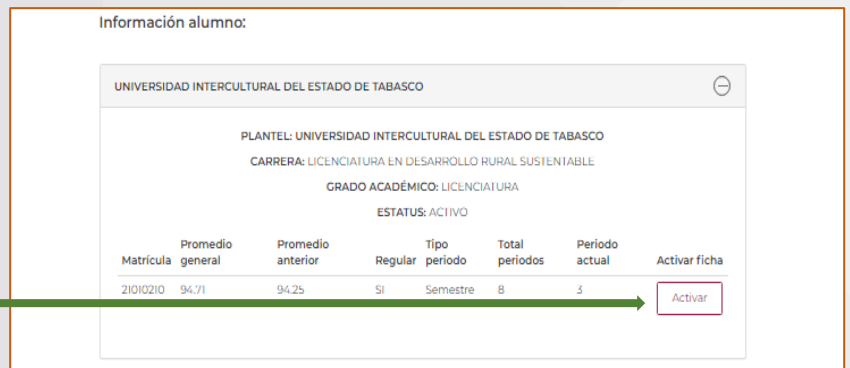 Información alumno:
UNIVERSIDAD INTERCULTURAL DEL ESTADO DE TABASCO
PLANTEL: UNIVERSIDAD INTERCULTURAL DEL ESTADO DE TABASCO
CARRERA: LICENCIATURA EN DESARROLLO RURAL SUSTENTABLE
GRADO ACADÉMICO: LICENCIATURA
ESTATUS: ACTIVO
Matrícula Promedio general Promedio anterior Regular Tipo periodo Total periodos Periodo actual Activar ficha
21010210 94.71 94.25 SI Semestre 8 3 Activar